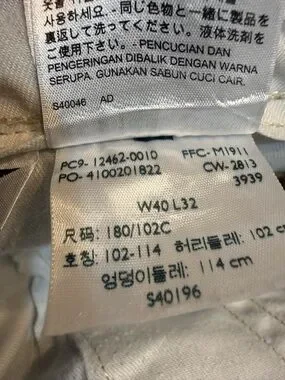 사용하세요. 同じ色物と一緒に製品を
裏返して洗ってください。液体洗剤を
ご使用下さい。- PENCUCIAN DAN
PENGERINGAN DIBALIK DENGAN WARNA
SERUPA. GUNAKAN SABUN CUCI CAIR.
S40046 AD
PC9- 12462-0010 FFC- M1911
PO- 4100201822 CW- 2813
3939
W40 L32
尺码: 180/102C
호칭: 102-114 허리둘레: 102 c
엉덩이둘레: 114 cm
S40196